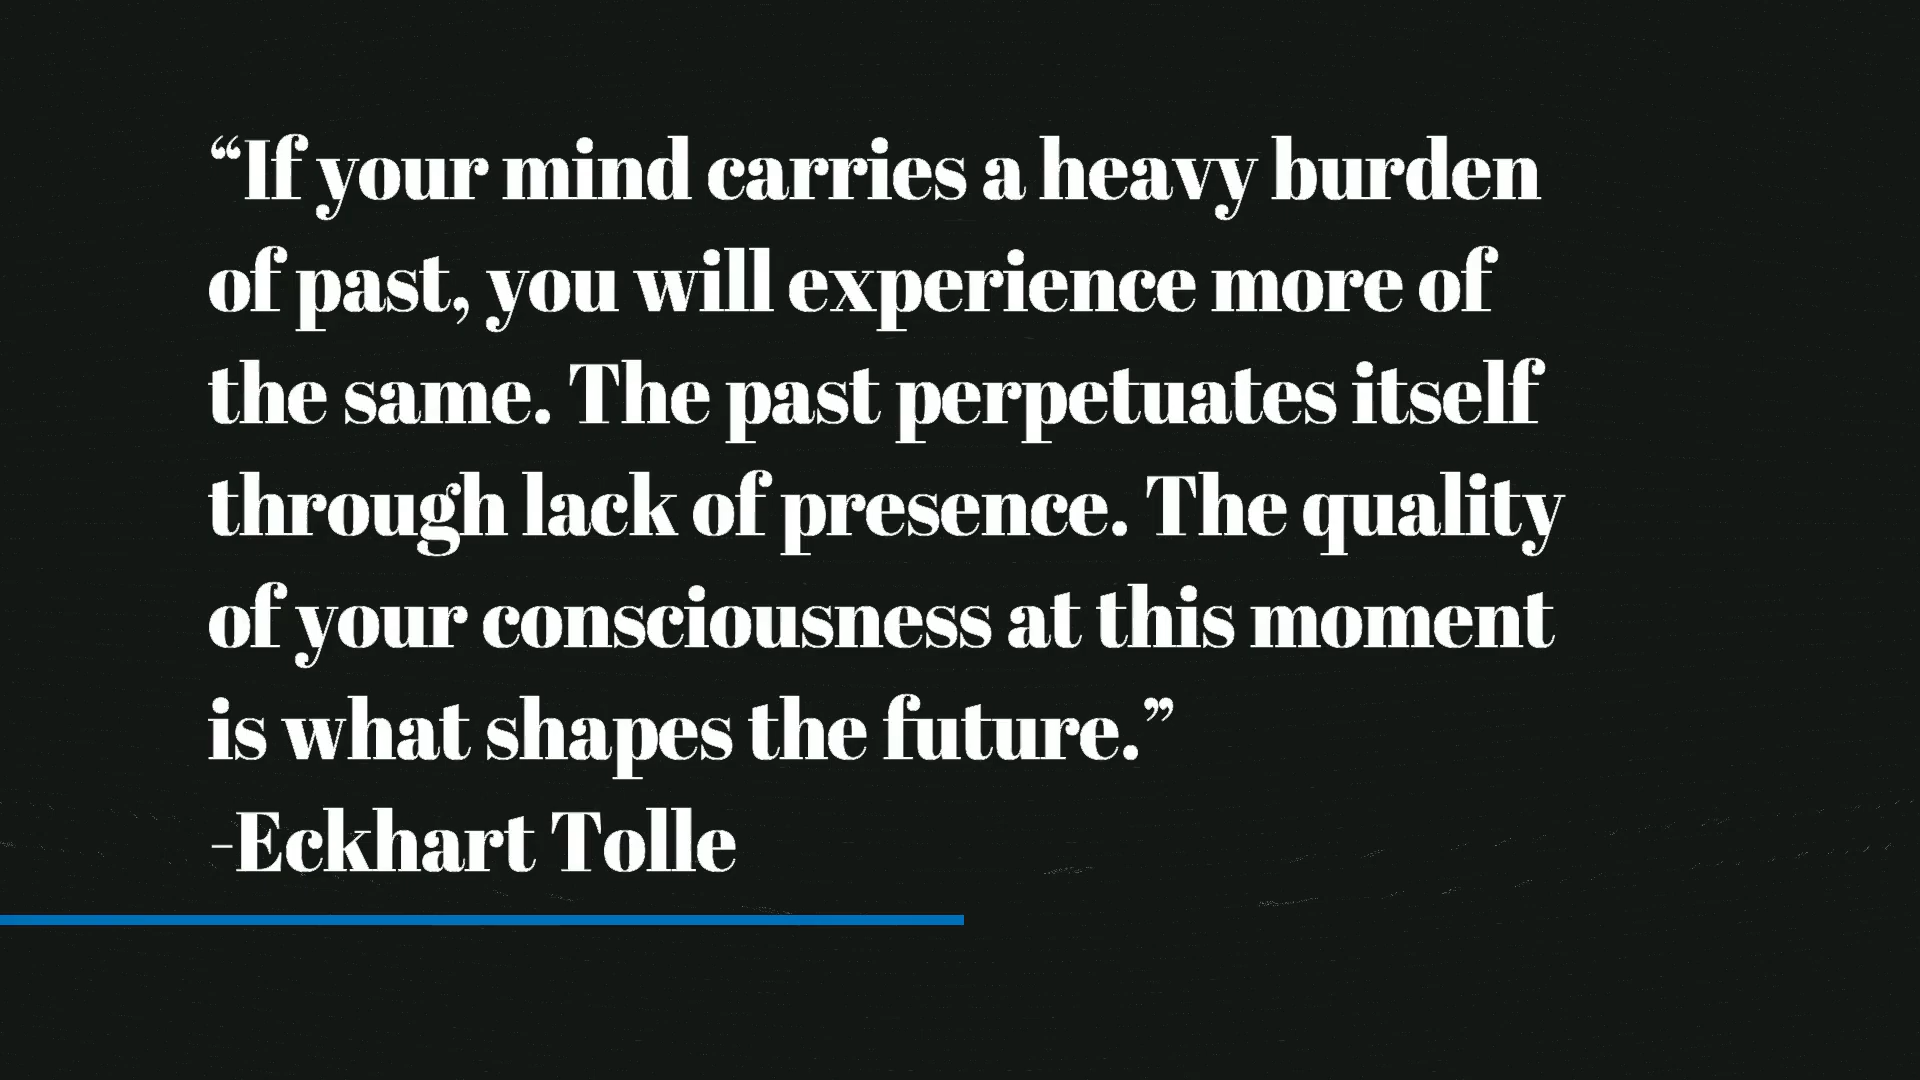 “If your mind carries a heavy burden
of past, you will experience more of
the same. The past perpetuates itself
through lack of presence. The quality
of your consciousness at this moment
is what shapes the future.”
-Eckhart Tolle